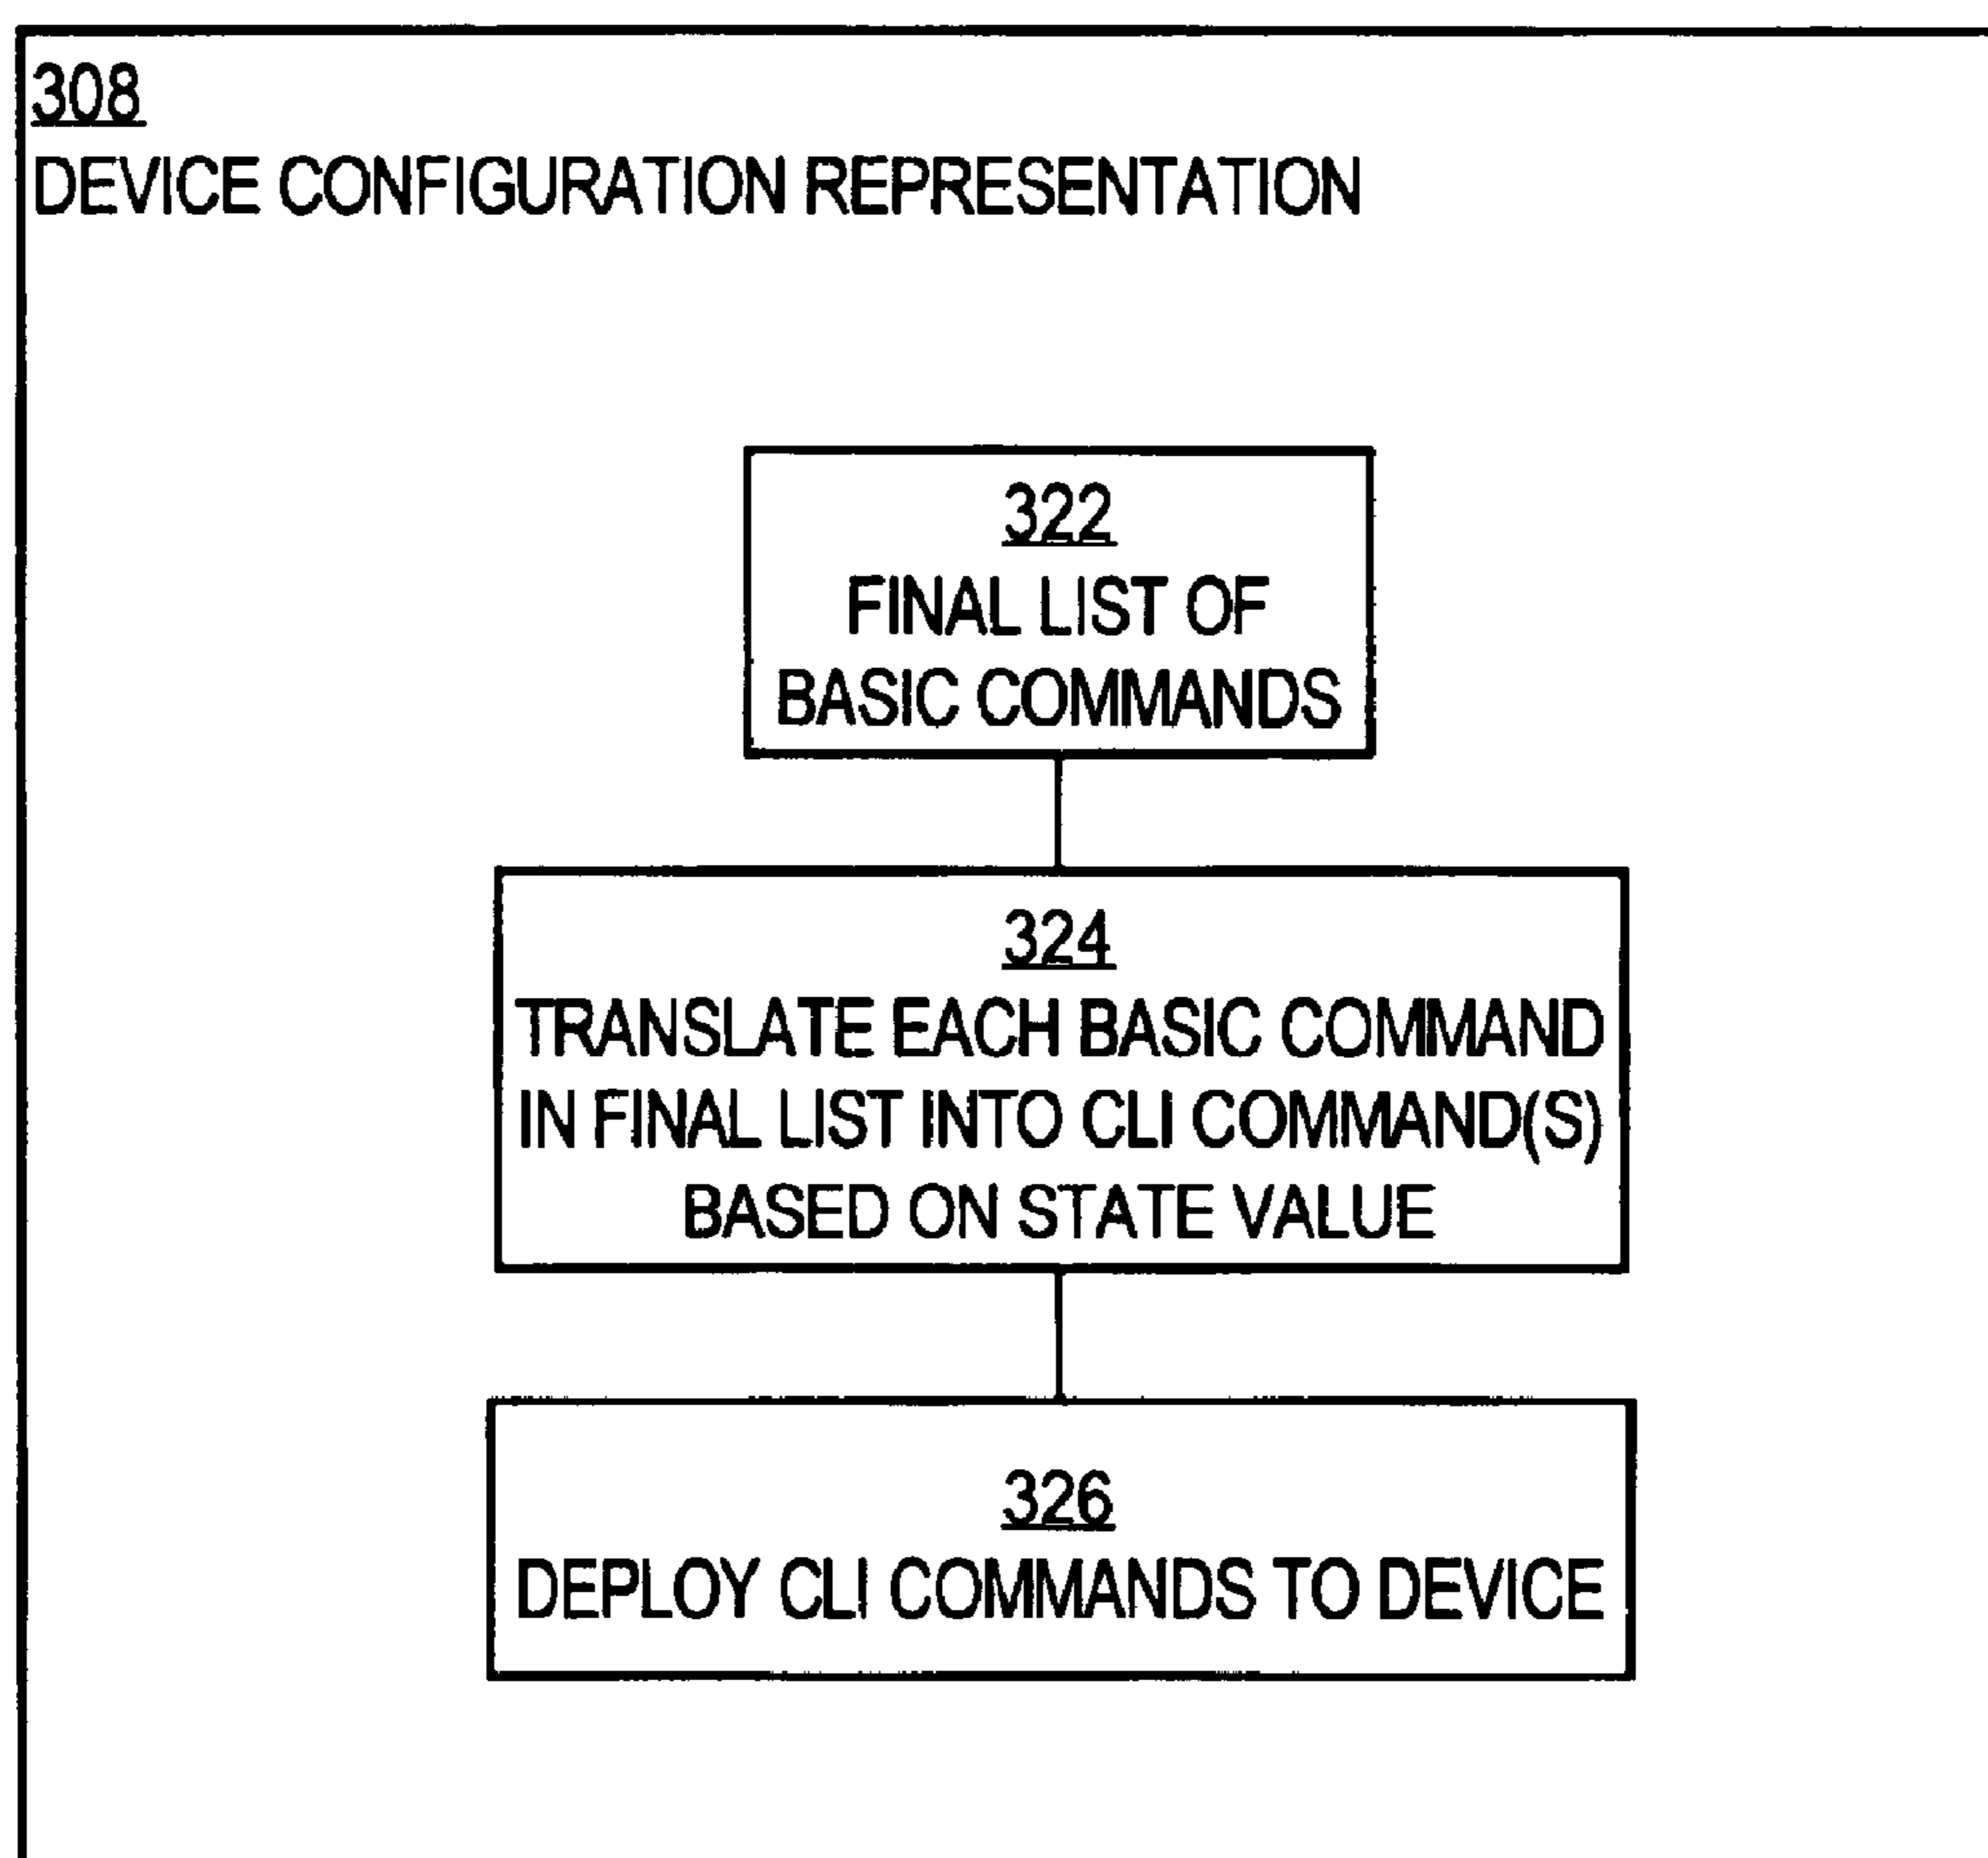 308
DEVICE CONFIGURATION REPRESENTATION
322
FINAL LIST OF
BASIC COMMANDS
324
TRANSLATE EACH BASIC COMMAND
IN FINAL LIST INTO CLI COMMAND(S)
BASED ON STATE VALUE
326
DEPLOY CLI COMMANDS TO DEVICE